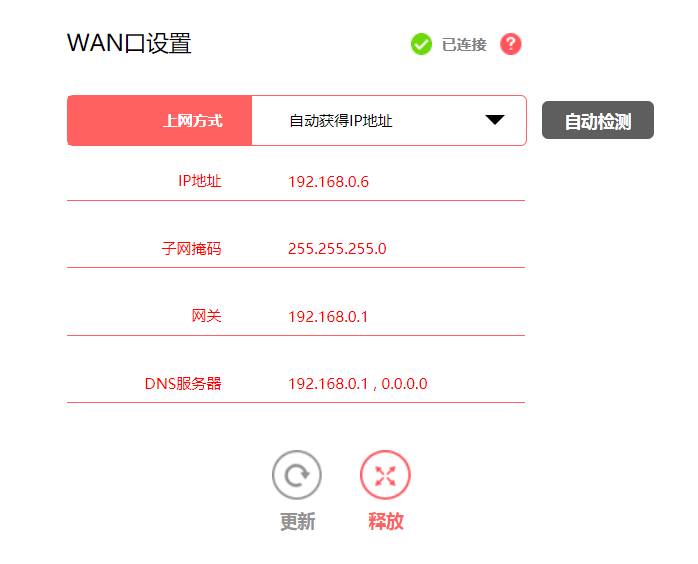 WAN口设置
已连接 ?
上网方式 自动获得IP地址 自动检测
IP地址 192.168.0.6
子网掩码 255.255.255.0
网关 192.168.0.1
DNS服务器 192.168.0.1 , 0.0.0.0
更新 释放